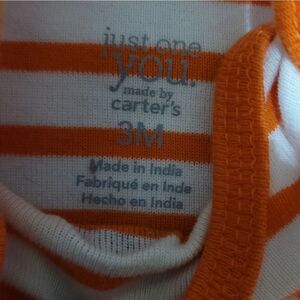 just one
you.
made by
carter's
3M
Made in India
Fabriqué en Inde
Hecho en India